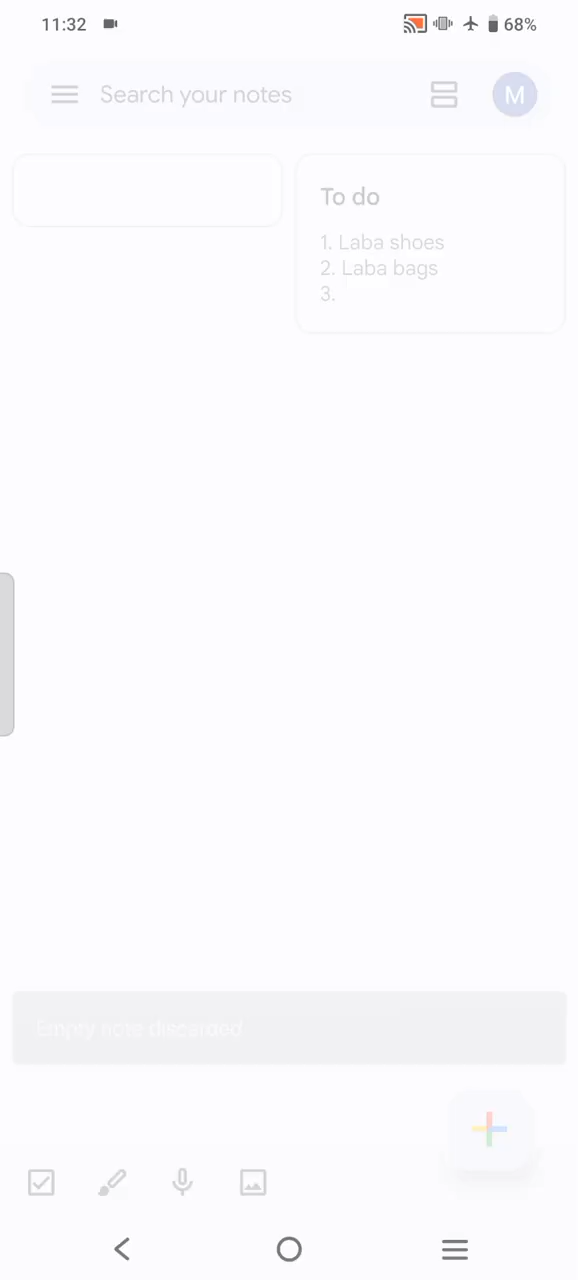 11:32
68%
Search your notes
M
To do
1. Laba shoes
2. Laba bags
3.
Empty note discarded